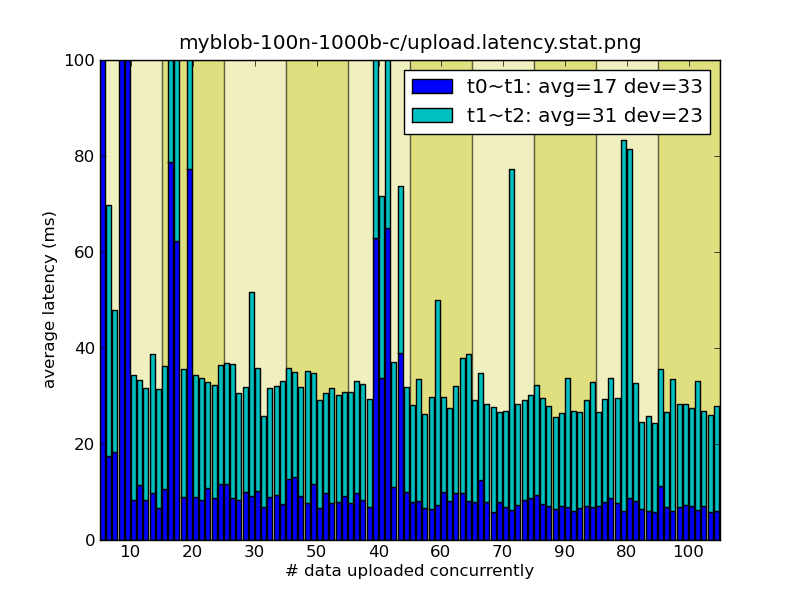 myblob-100n-1000b-c/upload.latency.stat.png
t0~t1: avg=17 dev=33
t1~t2: avg=31 dev=23
average latency (ms)
100
80
60
40
20
0
10 20 30 50 40 60 70 90 80 100
# data uploaded concurrently